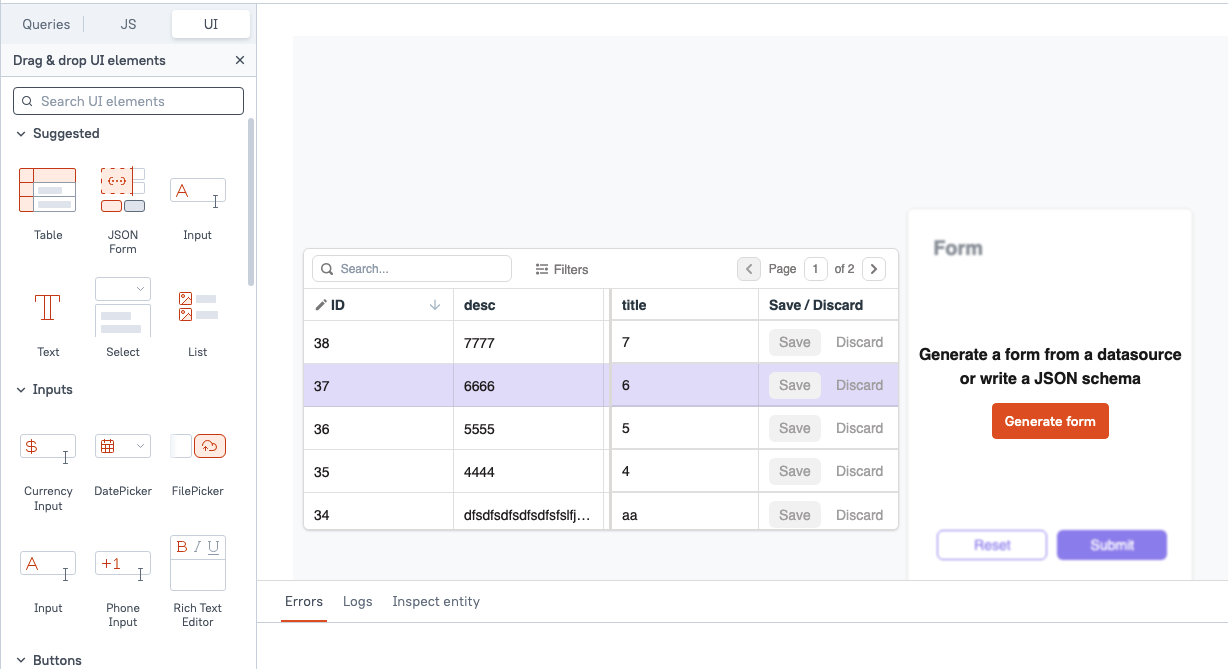 Queries
JS
UI
Drag & drop UI elements
Search UI elements
Suggested
Table
JSON
Form
Input
Text
Select
List
Inputs
Currency
Input
DatePicker
FilePicker
Input
Phone
Input
Rich Text
Editor
Buttons
Search...
Filters
Page 1 of 2
ID desc title Save / Discard
38 7777 7 Save Discard
37 6666 6 Save Discard
36 5555 5 Save Discard
35 4444 4 Save Discard
34 dfsdfsdfsdfsdfsfslfj... aa Save Discard
Form
Generate a form from a datasource
or write a JSON schema
Generate form
Reset Submit
Errors Logs Inspect entity